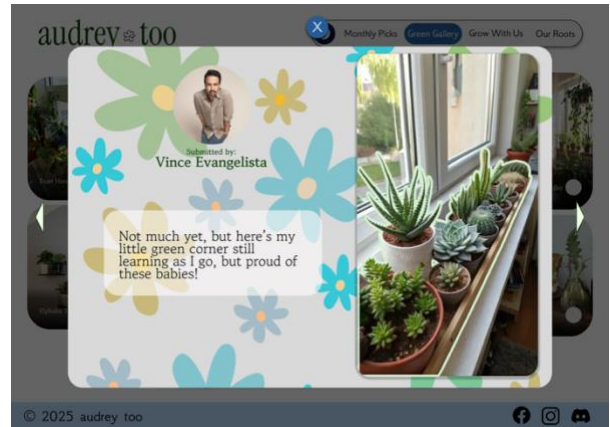 audrey too
X
Monthly Picks Green Gallery Grow With Us Our Roots
Submitted by:
Vince Evangelista
Not much yet, but here's my
little green corner still
learning as I go, but proud of
these babies!
© 2025 audrey too